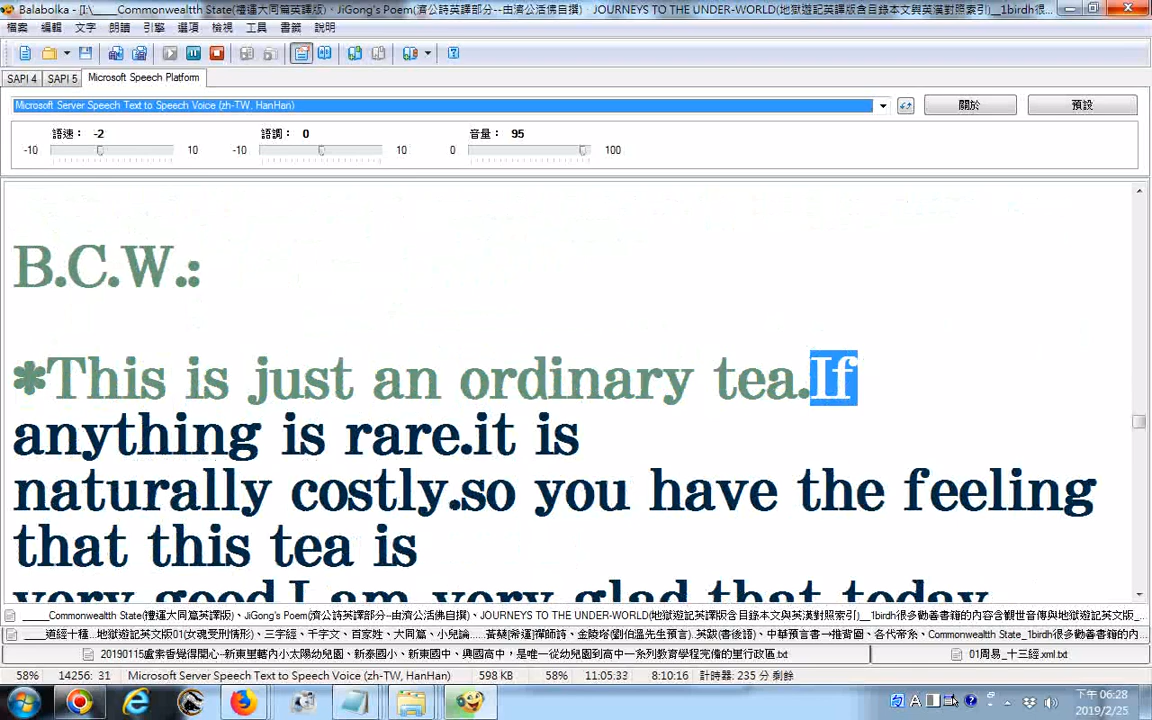 Balabolka - [I:\____Commonwealtth State(禮運大同篇英譯版)、JiGong's Poem(濟公詩英譯部分--由濟公活佛自撰)、JOURNEYS TO THE UNDER-WORLD(地獄遊記英譯版含目錄本文與英漢對照索引)__1birdh很...
檔案 編輯 文字 朗讀 引擎 選項 檢視 工具 書籤 說明
SAPI 4 SAPI 5 Microsoft Speech Platform
Microsoft Server Speech Text to Speech Voice (zh-TW, HanHan) 關於 預設
語速： -2 語調： 0 音量： 95
-10 10 -10 10 0 100
B.C.W.:
*This is just an ordinary tea.If
anything is rare.it is
naturally costly.so you have the feeling
that this tea is
very good.I am very glad that today
____Commonwealtth State(禮運大同篇英譯版)、JiGong's Poem(濟公詩英譯部分--由濟公活佛自撰)、JOURNEYS TO THE UNDER-WORLD(地獄遊記英譯版含目錄本文與英漢對照索引)__1birdh很多勸善書籍的內容含觀世音傳與地獄遊記英文版_...
道經十種...地獄遊記英文版01(女魂受刑情形)、三字經、千字文、百家姓、大同篇、小兒論......黃蘗[希運]禪師詩、金陵塔(劉伯溫先生預言).英歎(書後語)、中華預言書一推背圖、各代帝系、Commonwealth State_1birdh很多勸善書籍的內...
20190115盧素香覺得開心--新東里轄內小太陽幼兒園、新泰國小、新東國中、興國高中，是唯一從幼兒園到高中一系列教育學程完備的里行政區.txt 01周易_十三經.xml.txt
58% 14256: 31 Microsoft Server Speech Text to Speech Voice (zh-TW, HanHan) 598 KB 58% 11:05:33 8:10:16 計時器: 235 分 剩餘
下午 06:28
2019/2/25